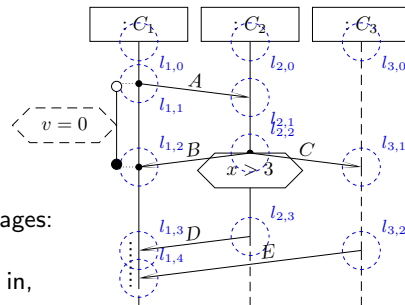 : C₁ : C₂ : C₃
l₁,₀ l₂,₀ l₃,₀
A
l₁,₁
l₂,₁
v = 0
l₂,₂
l₁,₂ B C l₃,₁
x > 3
ages:
l₁,₃ D l₂,₃ l₃,₂
l₁,₄ E
in,